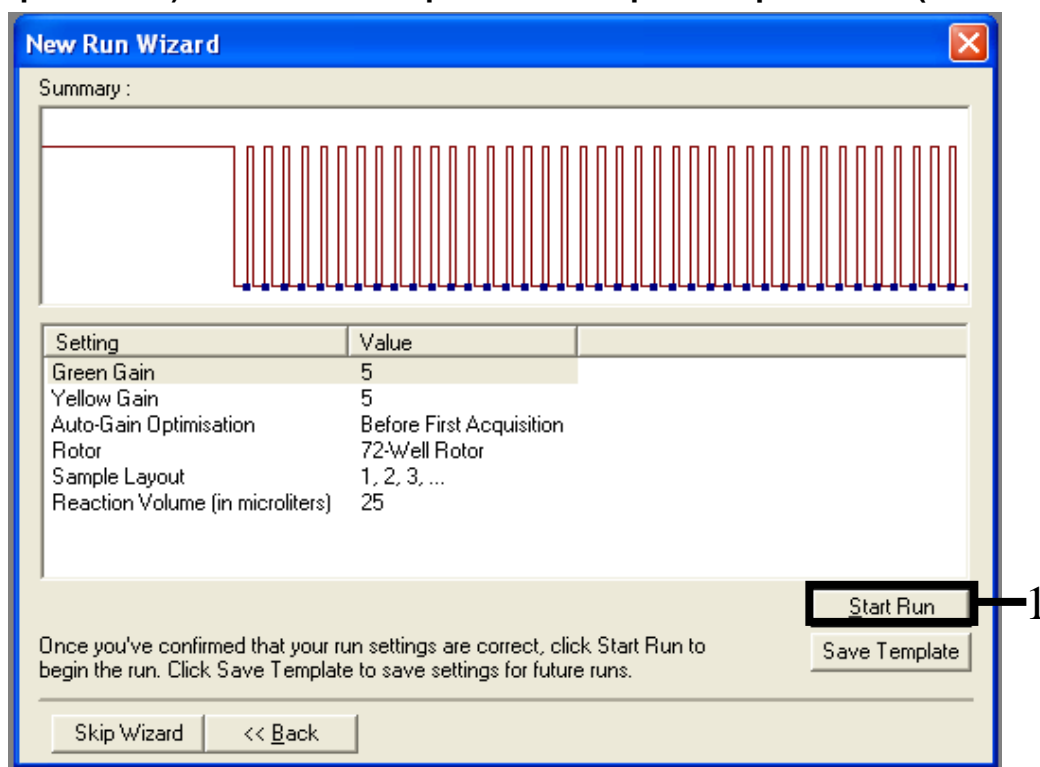 New Run Wizard
Summary :
Setting Value
Green Gain 5
Yellow Gain 5
Auto-Gain Optimisation Before First Acquisition
Rotor 72-Well Rotor
Sample Layout 1, 2, 3, ...
Reaction Volume (in microliters) 25
Start Run 1
Once you've confirmed that your run settings are correct, click Start Run to
begin the run. Click Save Template to save settings for future runs.
Save Template
Skip Wizard << Back